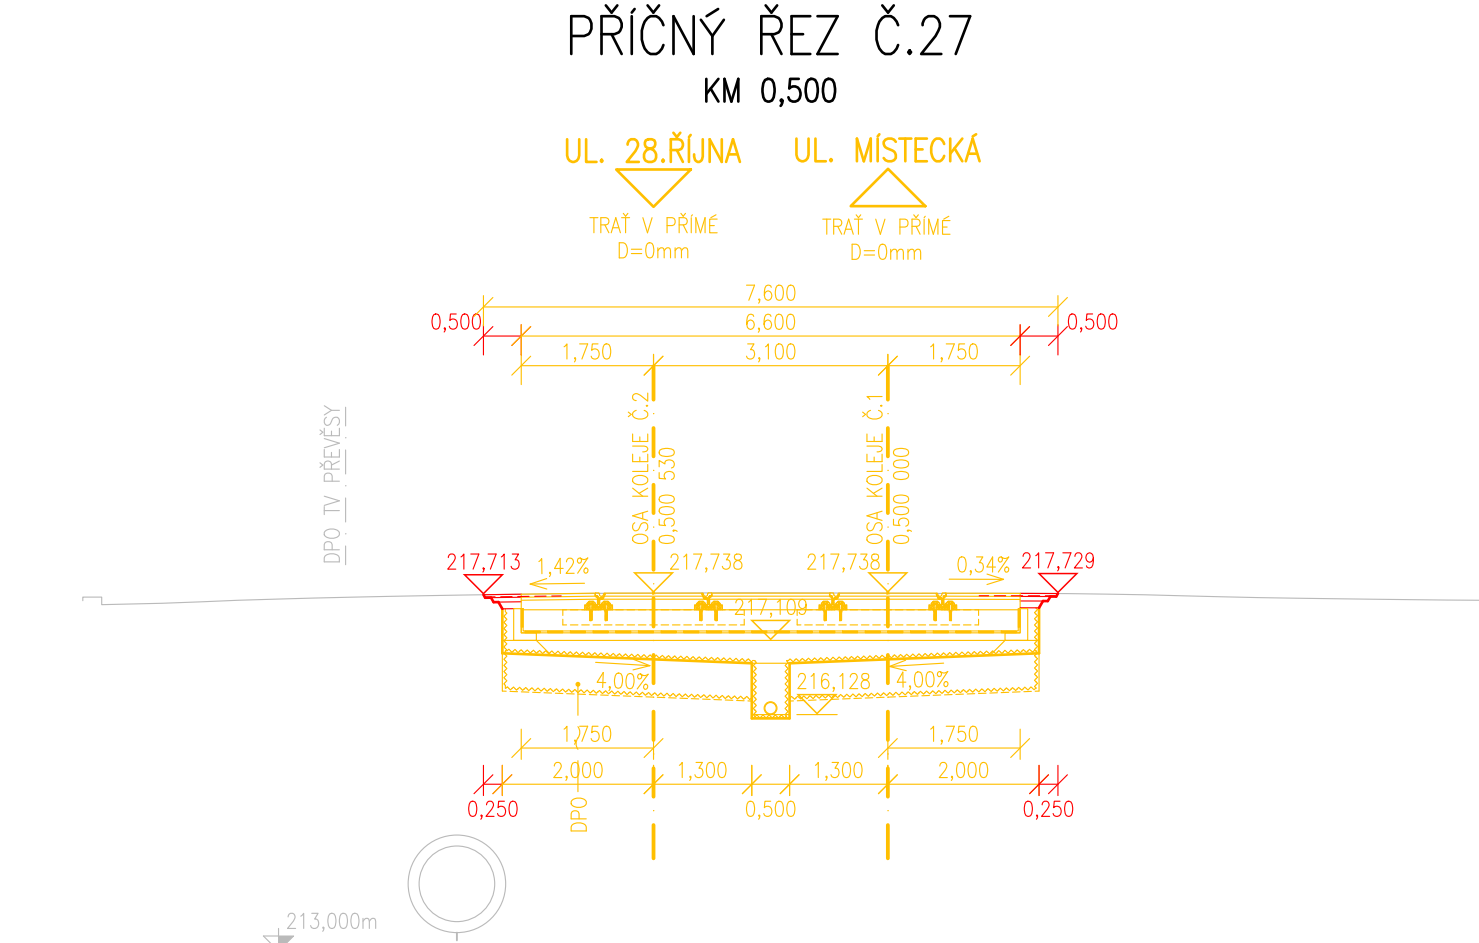 PŘÍČNÝ ŘEZ Č.27
KM 0,500
UL. 28.ŘÍJNA
UL. MÍSTECKÁ
TRAŤ V PŘÍMÉ
D=0mm
TRAŤ V PŘÍMÉ
D=0mm
7,600
0,500
6,600
0,500
1,750
3,100
1,750
DPO TV PŘEVĚSY
OSA KOLEJE Č.2
0,500 530
OSA KOLEJE Č.1
0,500 000
217,713
1,42%
217,738
217,738
0,34%
217,729
217,109
4,00%
216,128
4,00%
1,750
1,750
2,000
1,300
1,300
2,000
0,250
DPO
0,500
0,250
213,000m